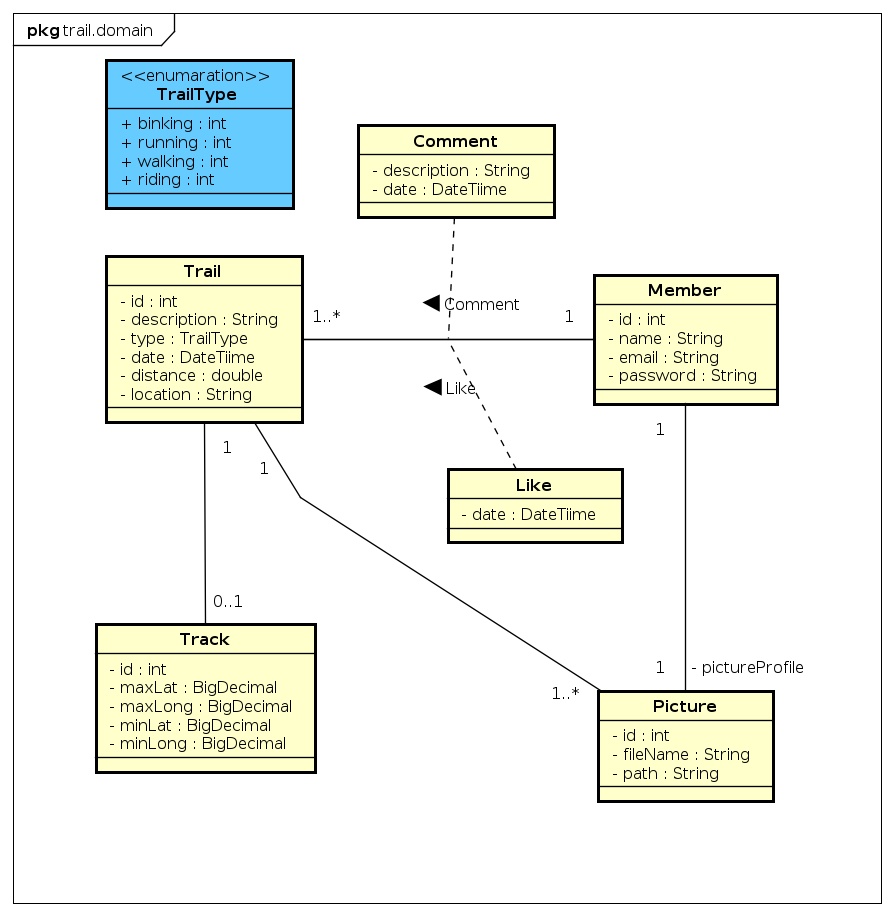 pkg trail.domain
<<enumaration>>
TrailType
+ binking : int
+ running : int
+ walking : int
+ riding : int
Comment
- description : String
- date : DateTiime
Trail
- id : int
- description : String
- type : TrailType
- date : DateTiime
- distance : double
- location : String
1..*
Comment
1
Member
- id : int
- name : String
- email : String
- password : String
Like
1
1
1
Like
- date : DateTiime
0..1
Track
- id : int
- maxLat : BigDecimal
- maxLong : BigDecimal
- minLat : BigDecimal
- minLong : BigDecimal
1
- pictureProfile
1..*
Picture
- id : int
- fileName : String
- path : String